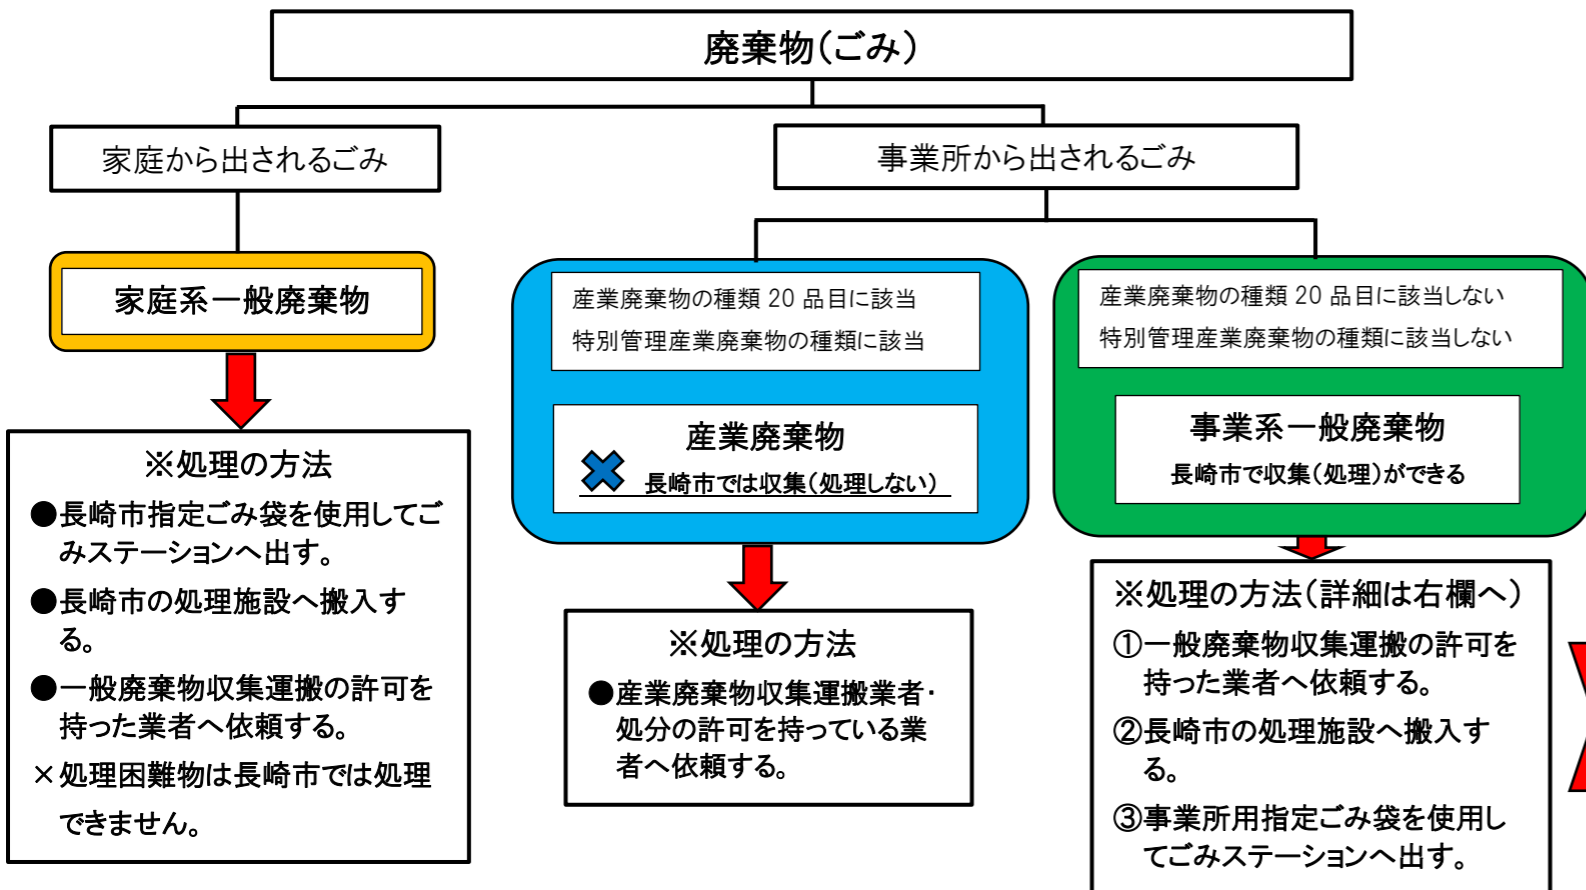 廃棄物(ごみ)
家庭から出されるごみ
事業所から出されるごみ
家庭系一般廃棄物
産業廃棄物の種類 20 品目に該当
特別管理産業廃棄物の種類に該当
産業廃棄物
長崎市では収集(処理しない)
産業廃棄物の種類 20 品目に該当しない
特別管理産業廃棄物の種類に該当しない
事業系一般廃棄物
長崎市で収集(処理)ができる
※処理の方法
●長崎市指定ごみ袋を使用してご
みステーションへ出す。
●長崎市の処理施設へ搬入す
る。
●一般廃棄物収集運搬の許可を
持った業者へ依頼する。
×処理困難物は長崎市では処理
できません。
※処理の方法
●産業廃棄物収集運搬業者・
処分の許可を持っている業
者へ依頼する。
※処理の方法(詳細は右欄へ)
①一般廃棄物収集運搬の許可を
持った業者へ依頼する。
②長崎市の処理施設へ搬入す
る。
③事業所用指定ごみ袋を使用し
てごみステーションへ出す。